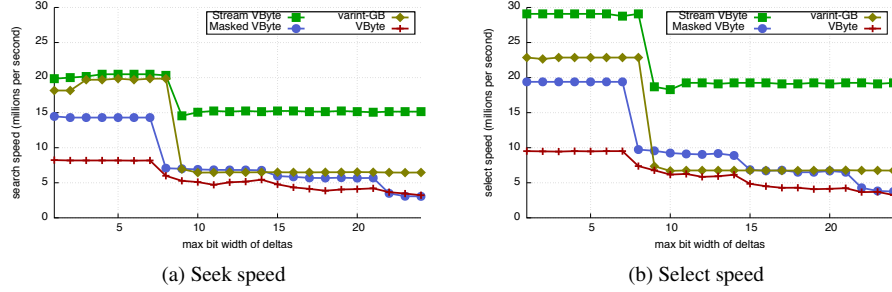 30
25
20
15
10
5
0
5
10
15
20
search speed (millions per second)
max bit width of deltas
Stream VByte
Masked VByte
varint-GB
VByte
(a) Seek speed
30
25
20
15
10
5
0
5
10
15
20
select speed (millions per second)
max bit width of deltas
Stream VByte
Masked VByte
varint-GB
VByte
(b) Select speed